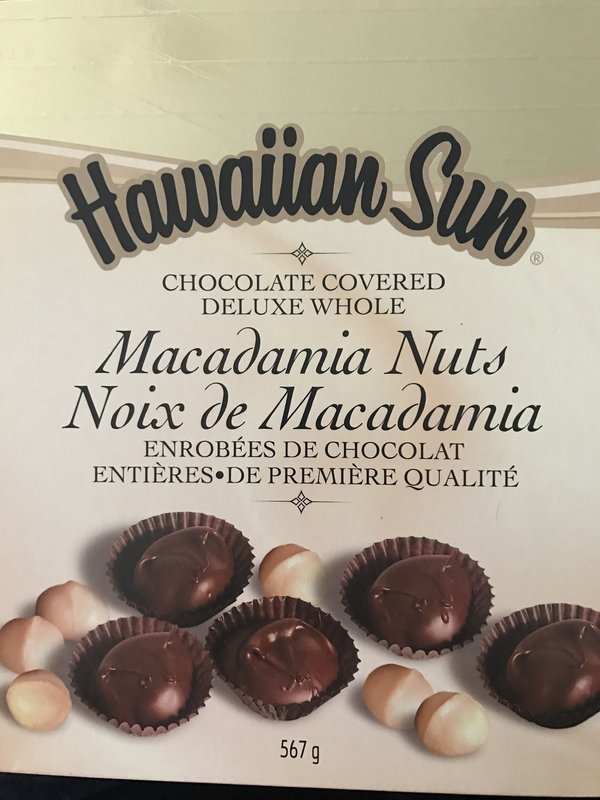 Hawaiian Sun®
CHOCOLATE COVERED
DELUXE WHOLE
Macadamia Nuts
Noix de Macadamia
ENROBÉES DE CHOCOLAT
ENTIÈRES•DE PREMIÈRE QUALITÉ
567 g